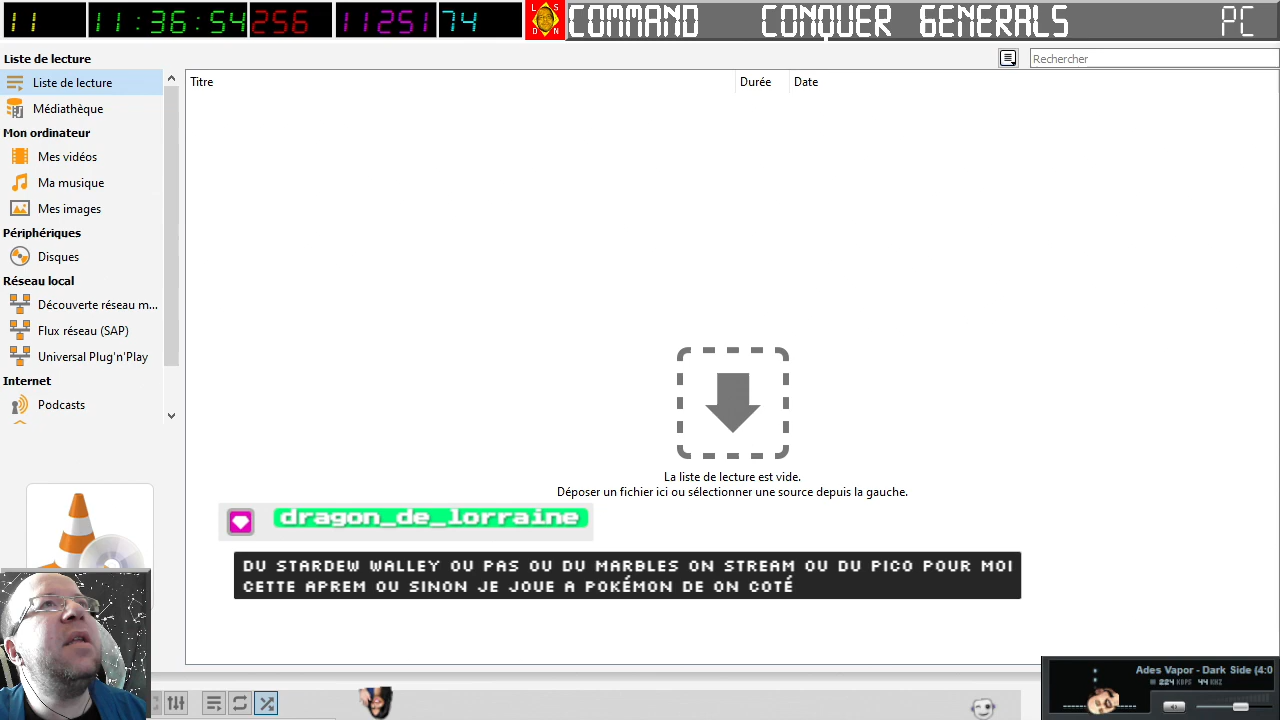 11 11:36:54 256 11251 74 LSDN COMMAND CONQUER GENERALS PC
Liste de lecture
Rechercher
Liste de lecture
Titre Durée Date
Médiathèque
Mon ordinateur
Mes vidéos
Ma musique
Mes images
Périphériques
Disques
Réseau local
Découverte réseau m...
Flux réseau (SAP)
Universal Plug'n'Play
Internet
Podcasts
La liste de lecture est vide.
Déposer un fichier ici ou sélectionner une source depuis la gauche.
dragon_de_lorraine
DU STARDEW WALLEY OU PAS OU DU MARBLES ON STREAM OU DU PICO POUR MOI
CETTE APREM OU SINON JE JOUE A POKÉMON DE ON COTÉ
Ades Vapor - Dark Side (4:0
224 KBPS 44 KHZ